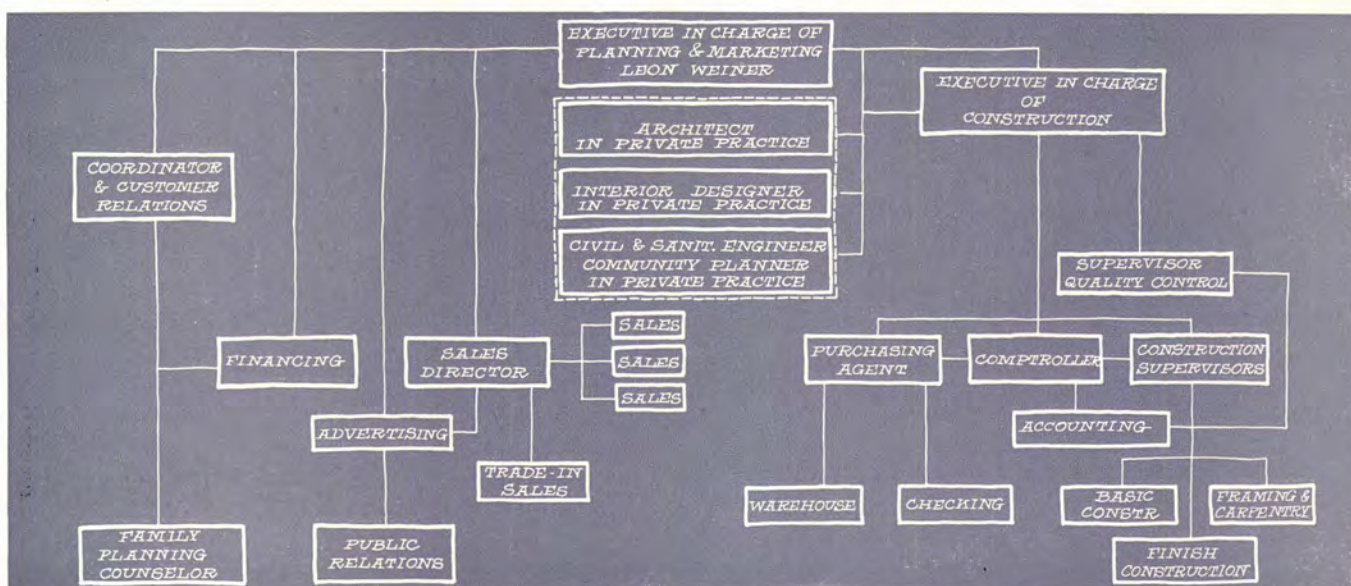 EXECUTIVE IN CHARGE OF
PLANNING & MARKETING
LEON WEINER
EXECUTIVE IN CHARGE
OF
CONSTRUCTION
ARCHITECT
IN PRIVATE PRACTICE
COORDINATOR
& CUSTOMER
RELATIONS
INTERIOR DESIGNER
IN PRIVATE PRACTICE
CIVIL & SANIT. ENGINEER
COMMUNITY PLANNER
IN PRIVATE PRACTICE
SUPERVISOR
QUALITY CONTROL
SALES
SALES
SALES
FINANCING
SALES
DIRECTOR
PURCHASING
AGENT
COMPTROLLER
CONSTRUCTION
SUPERVISORS
ADVERTISING
ACCOUNTING
TRADE-IN
SALES
WAREHOUSE
CHECKING
BASIC
CONSTR
FRAMING &
CARPENTRY
FAMILY
PLANNING
COUNSELOR
PUBLIC
RELATIONS
FINISH
CONSTRUCTION